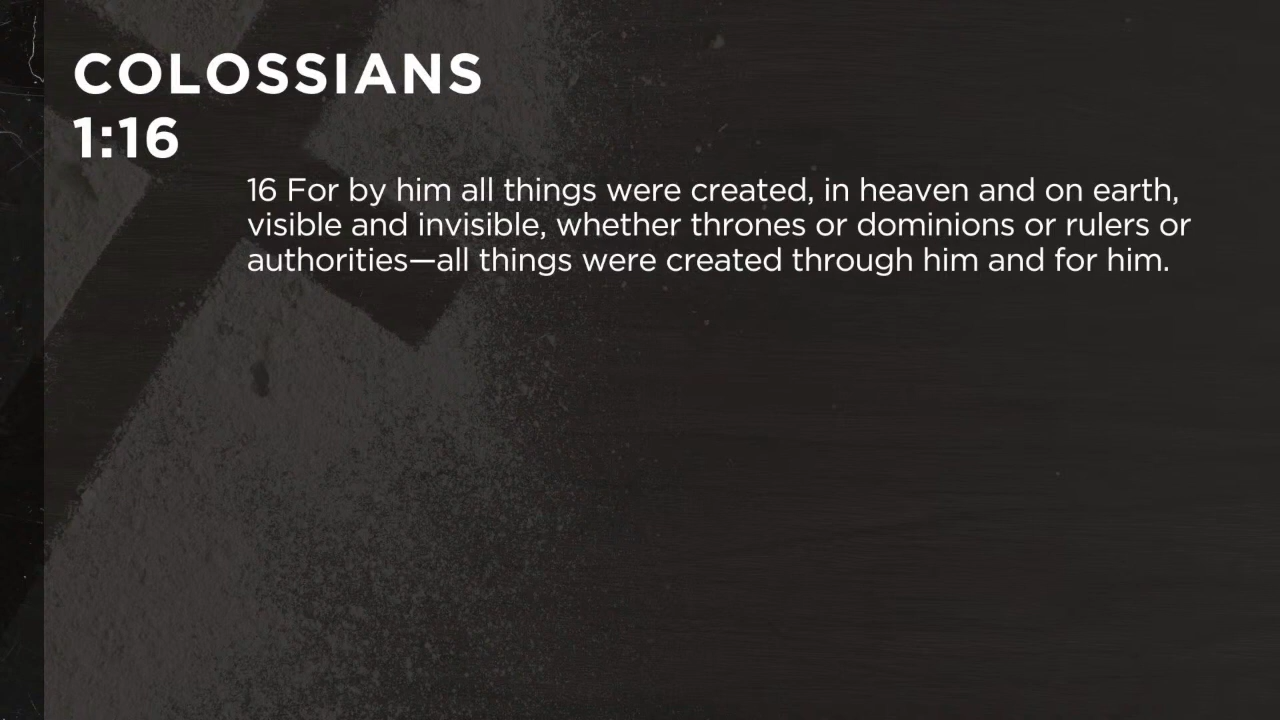 COLOSSIANS
1:16
16 For by him all things were created, in heaven and on earth,
visible and invisible, whether thrones or dominions or rulers or
authorities—all things were created through him and for him.